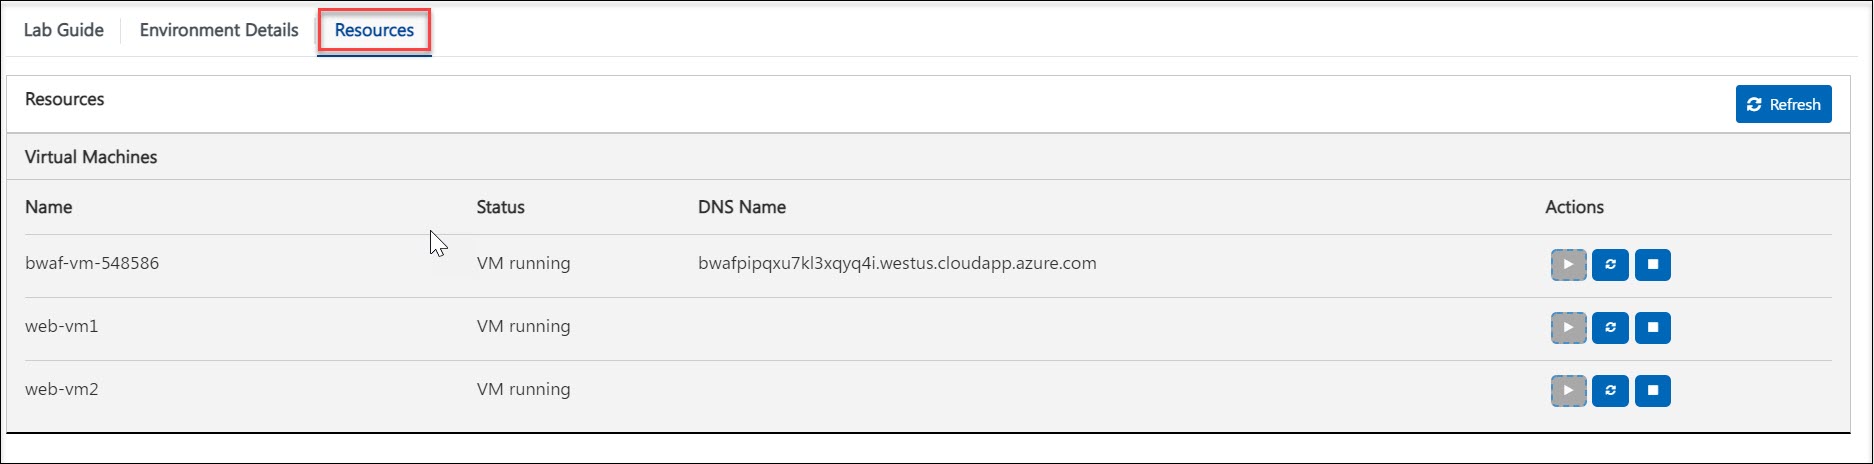 Lab Guide Environment Details Resources
Resources Refresh
Virtual Machines
Name Status DNS Name Actions
bwaf-vm-548586 VM running bwafpipqxu7kl3xqyq4i.westus.cloudapp.azure.com
web-vm1 VM running
web-vm2 VM running